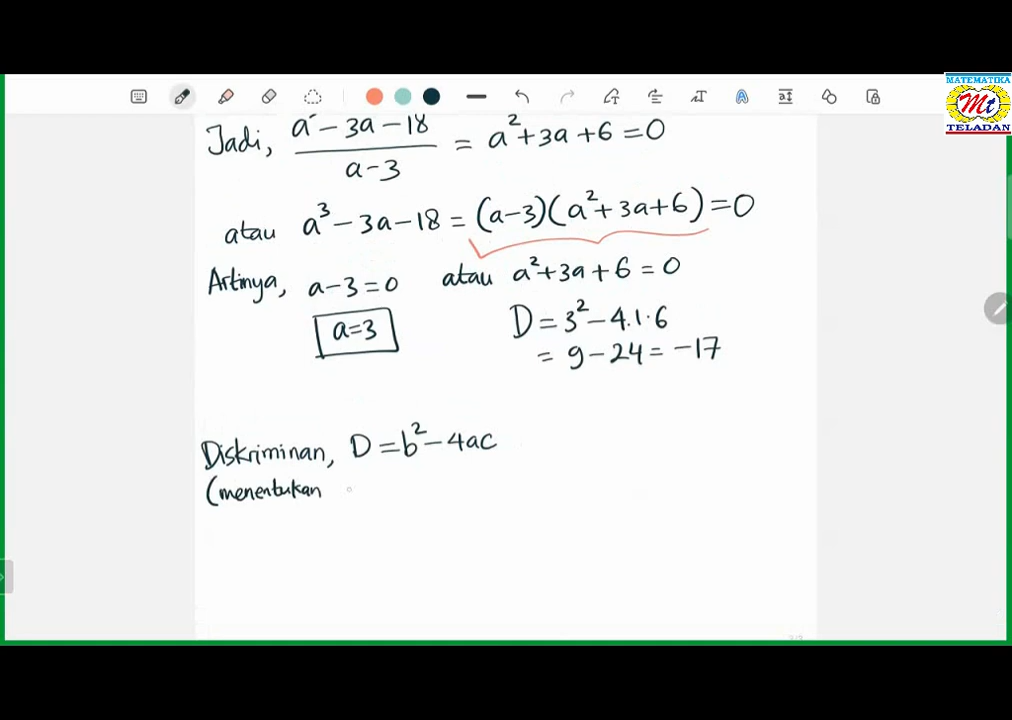 MATEMATIKA
Mt
TELADAN
Jadi, a - 3a - 18 / a - 3 = a² + 3a + 6 = 0
atau a³ - 3a - 18 = (a-3)(a² + 3a + 6) = 0
Artinya, a - 3 = 0 atau a² + 3a + 6 = 0
a = 3 D = 3² - 4.1.6
= 9 - 24 = -17
Diskriminan, D = b² - 4ac
(menentukan